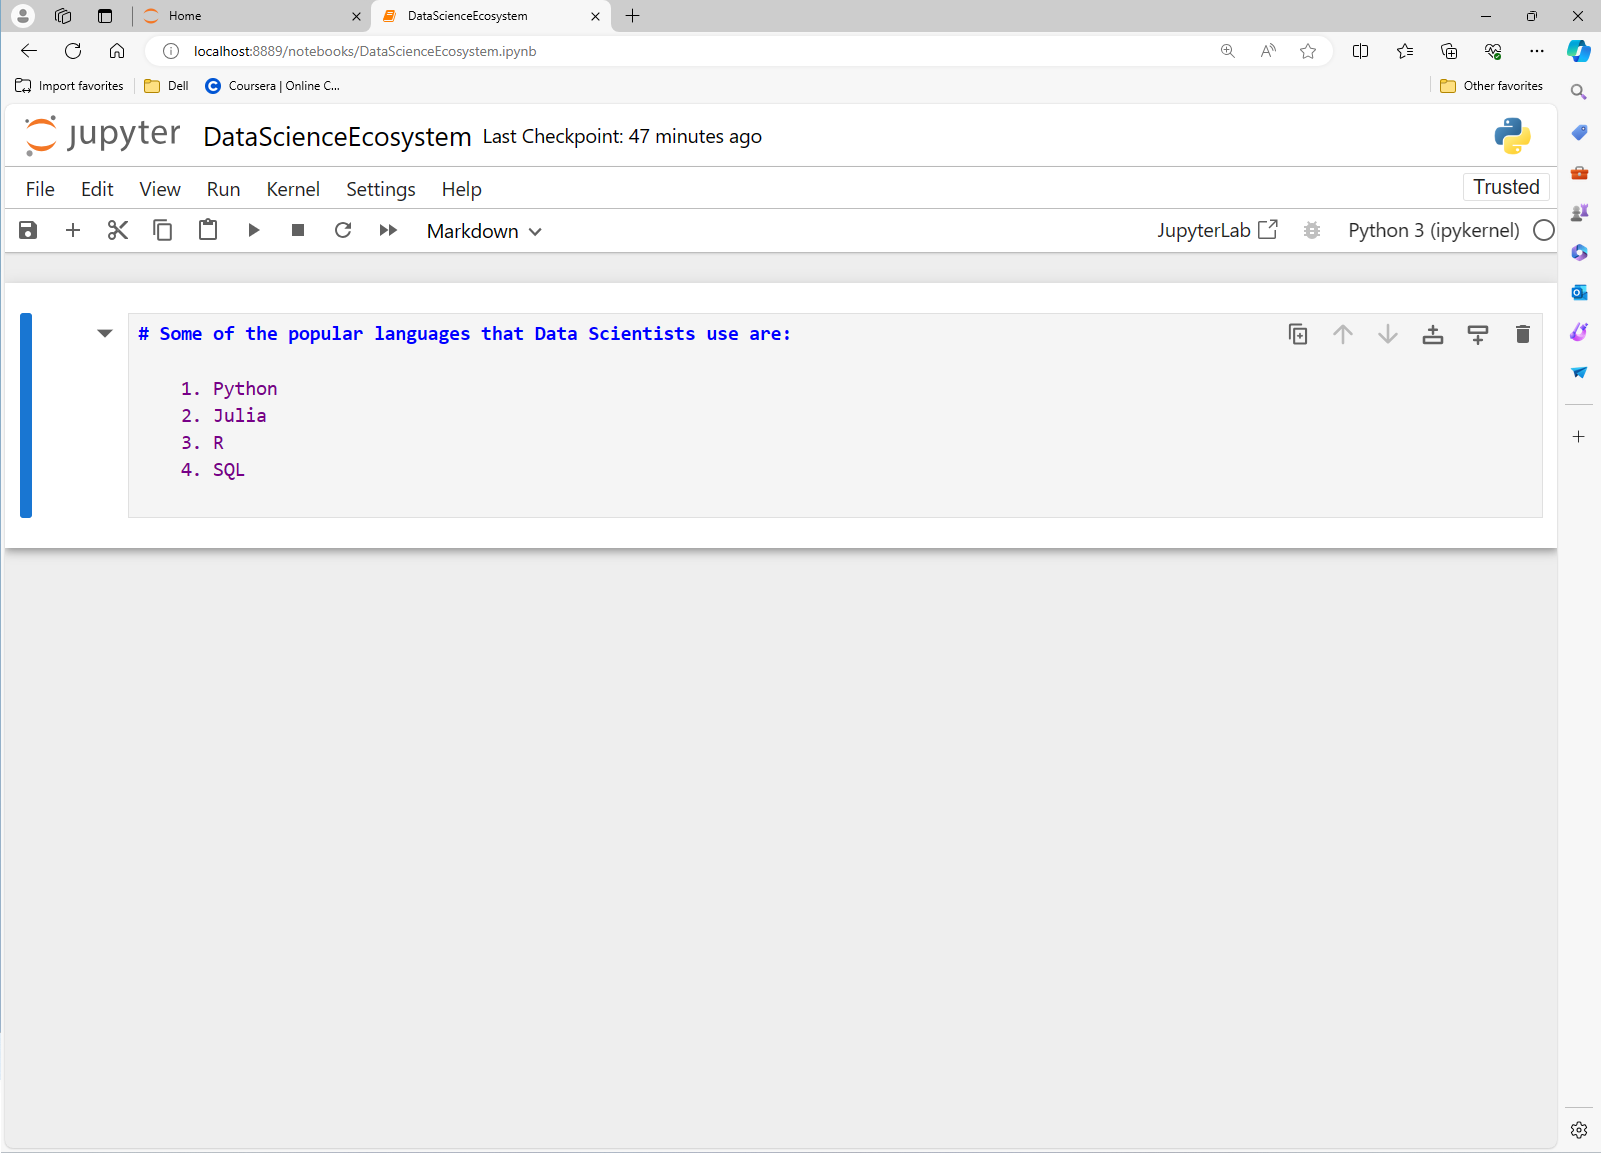 Home
DataScienceEcosystem
localhost:8889/notebooks/DataScienceEcosystem.ipynb
Import favorites Dell Coursera | Online C... Other favorites
jupyter DataScienceEcosystem Last Checkpoint: 47 minutes ago
File Edit View Run Kernel Settings Help Trusted
Markdown JupyterLab Python 3 (ipykernel)
# Some of the popular languages that Data Scientists use are:
1. Python
2. Julia
3. R
4. SQL